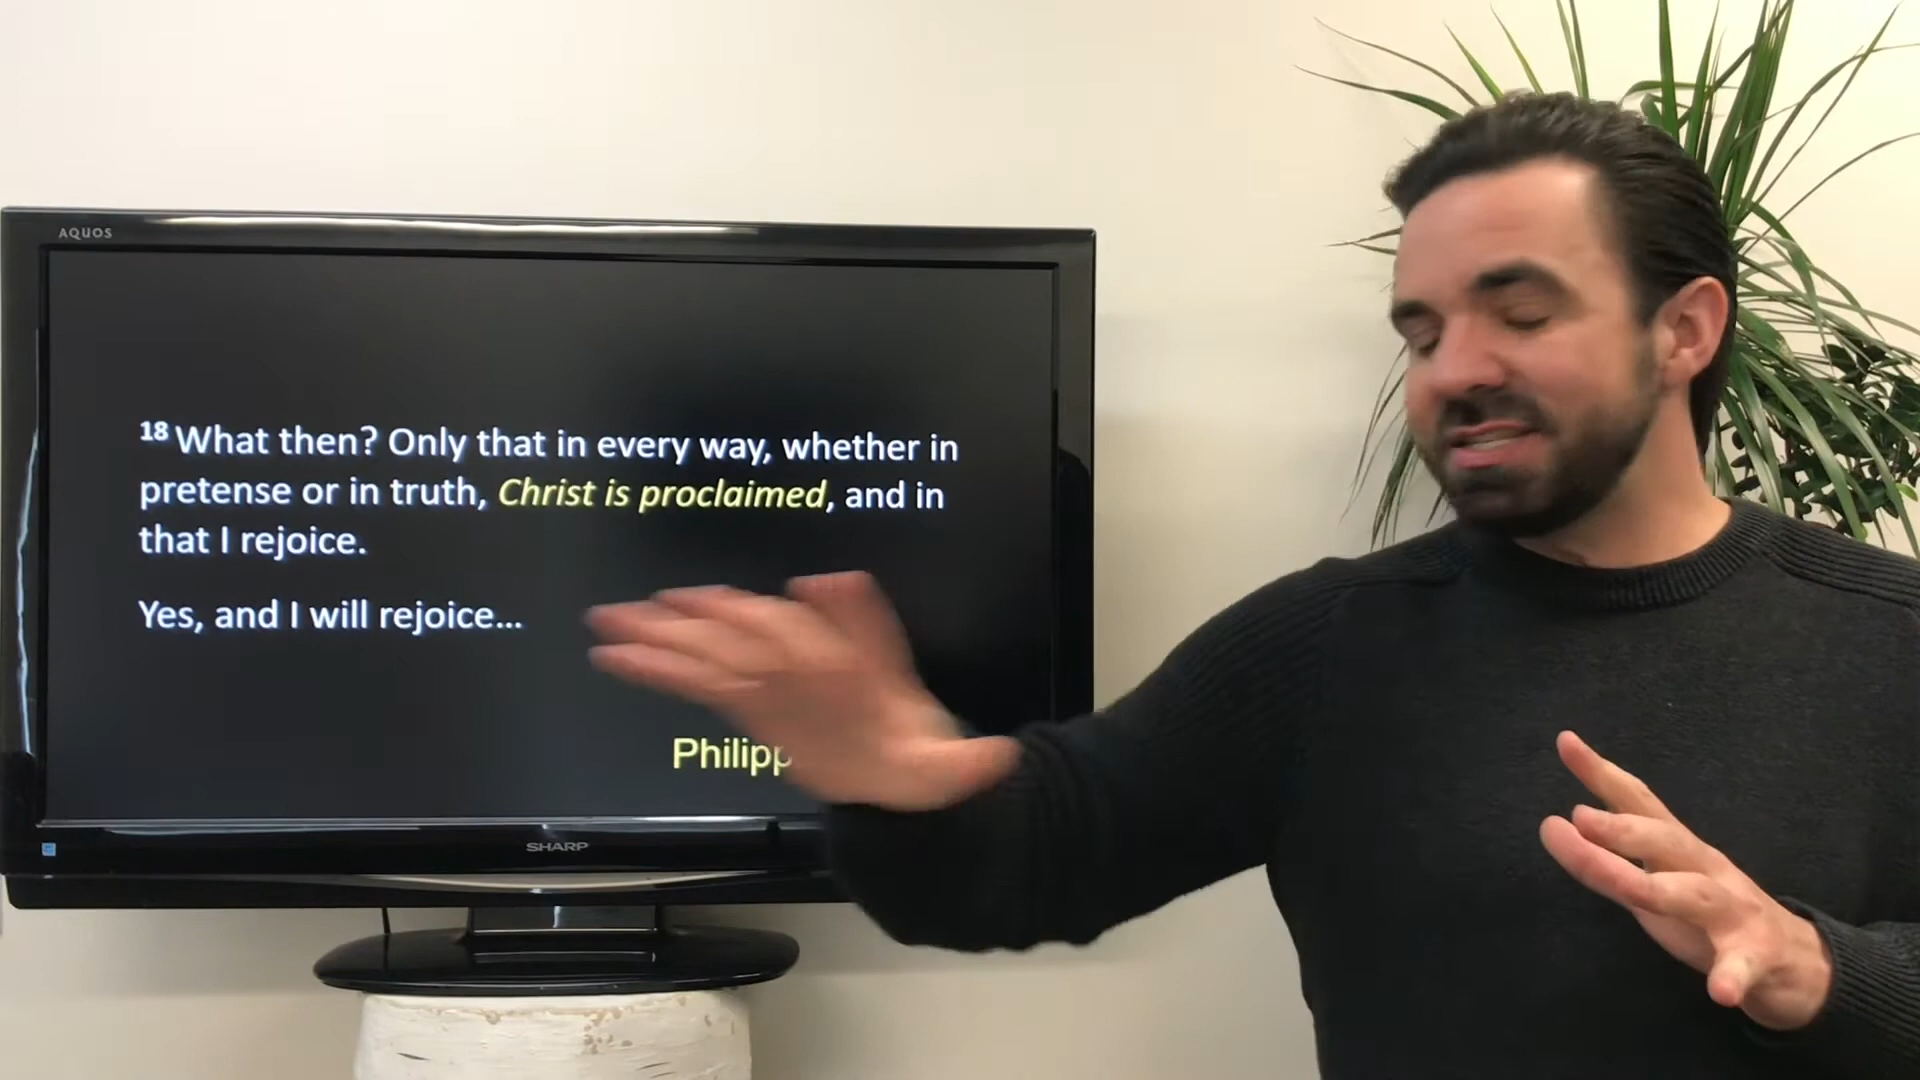 AQUOS
18 What then? Only that in every way, whether in
pretense or in truth, Christ is proclaimed, and in
that I rejoice.
Yes, and I will rejoice...
Philipp
SHARP